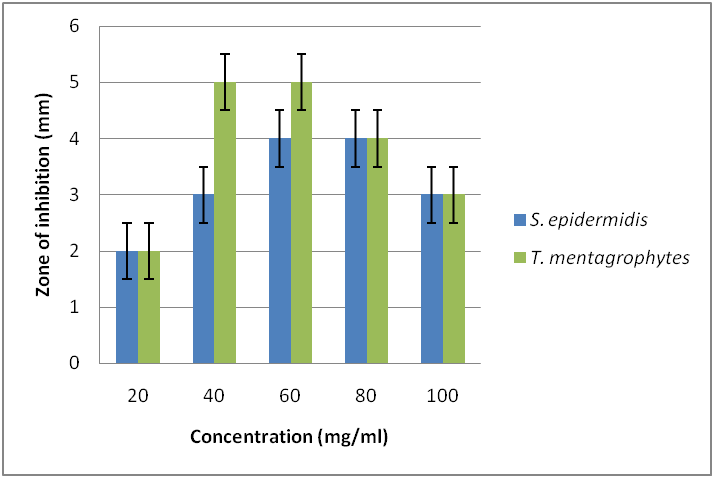 6
5
4
3
2
1
0
Zone of inhibition (mm)
20 40 60 80 100
Concentration (mg/ml)
S. epidermidis
T. mentagrophytes